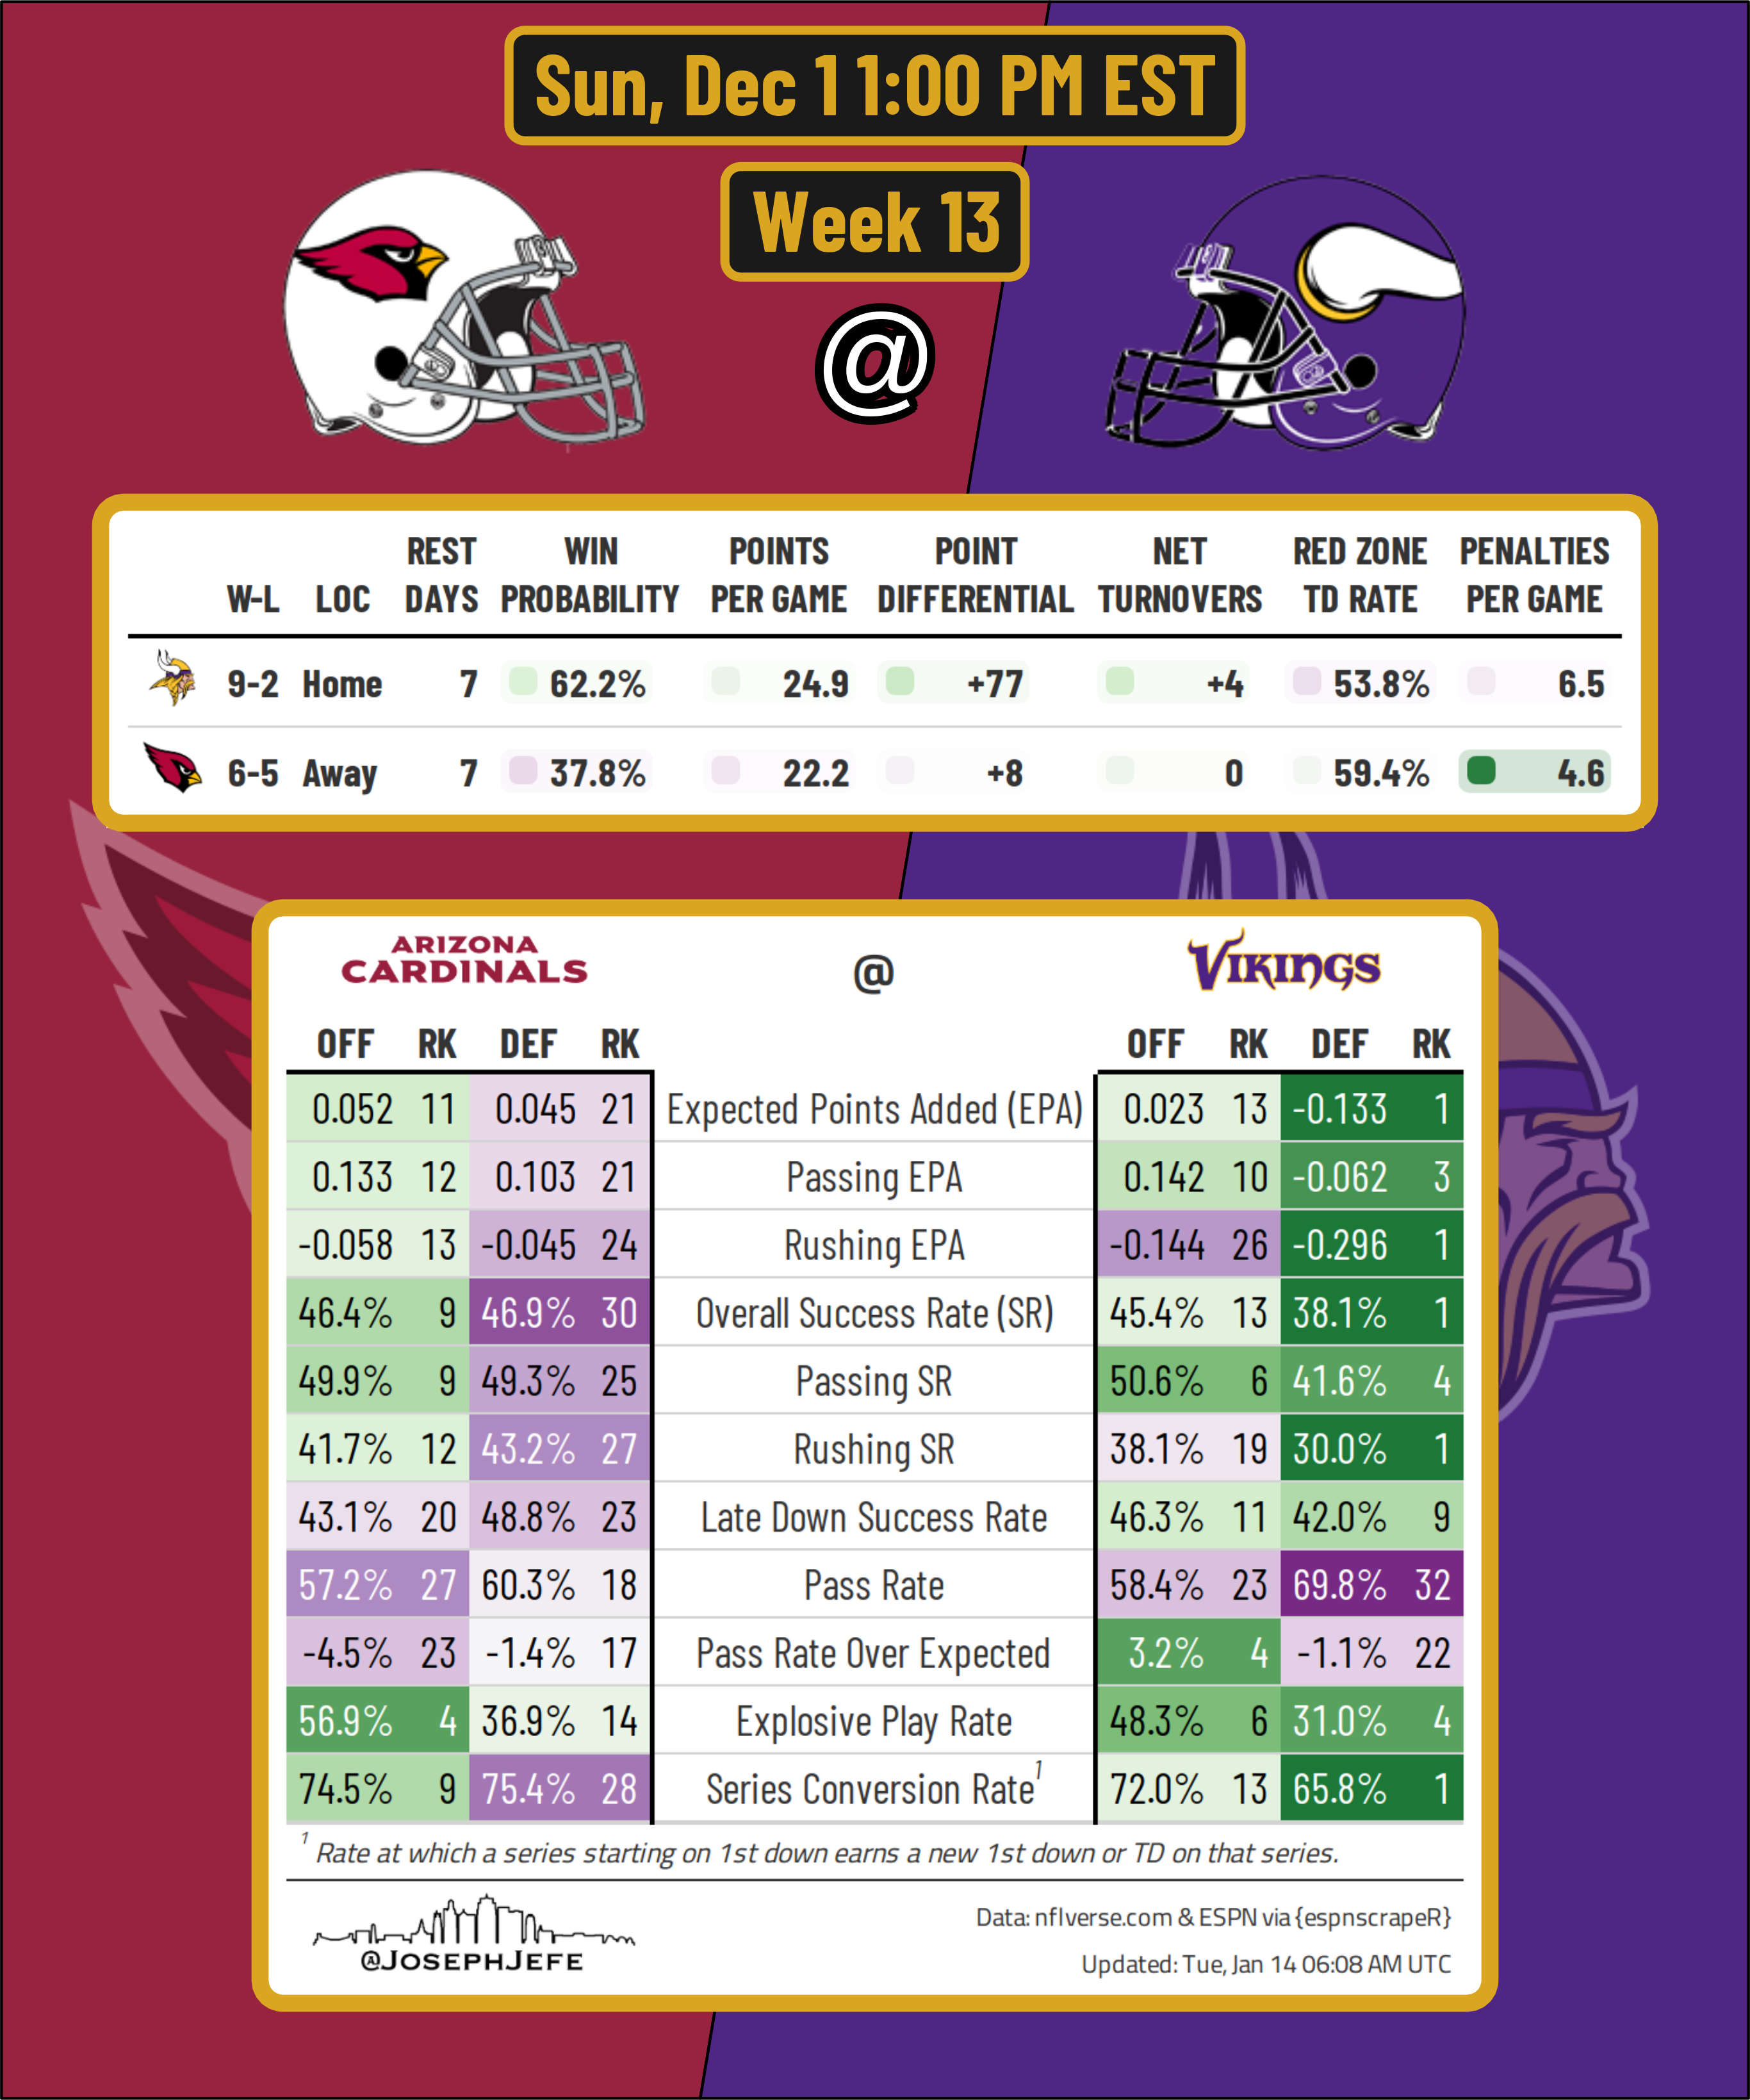 Sun, Dec 1 1:00 PM EST
Week 13
@
REST WIN POINTS POINT NET RED ZONE PENALTIES
W-L LOC DAYS PROBABILITY PER GAME DIFFERENTIAL TURNOVERS TD RATE PER GAME
9-2 Home 7 62.2% 24.9 +77 +4 53.8% 6.5
6-5 Away 7 37.8% 22.2 +8 0 59.4% 4.6
ARIZONA
CARDINALS @ VIKINGS
OFF RK DEF RK OFF RK DEF RK
0.052 11 0.045 21 Expected Points Added (EPA) 0.023 13 -0.133 1
0.133 12 0.103 21 Passing EPA 0.142 10 -0.062 3
-0.058 13 -0.045 24 Rushing EPA -0.144 26 -0.296 1
46.4% 9 46.9% 30 Overall Success Rate (SR) 45.4% 13 38.1% 1
49.9% 9 49.3% 25 Passing SR 50.6% 6 41.6% 4
41.7% 12 43.2% 27 Rushing SR 38.1% 19 30.0% 1
43.1% 20 48.8% 23 Late Down Success Rate 46.3% 11 42.0% 9
57.2% 27 60.3% 18 Pass Rate 58.4% 23 69.8% 32
-4.5% 23 -1.4% 17 Pass Rate Over Expected 3.2% 4 -1.1% 22
56.9% 4 36.9% 14 Explosive Play Rate 48.3% 6 31.0% 4
74.5% 9 75.4% 28 Series Conversion Rate¹ 72.0% 13 65.8% 1
¹ Rate at which a series starting on 1st down earns a new 1st down or TD on that series.
@JOSEPHJEFE
Data: nflverse.com & ESPN via {espnscrapeR}
Updated: Tue, Jan 14 06:08 AM UTC